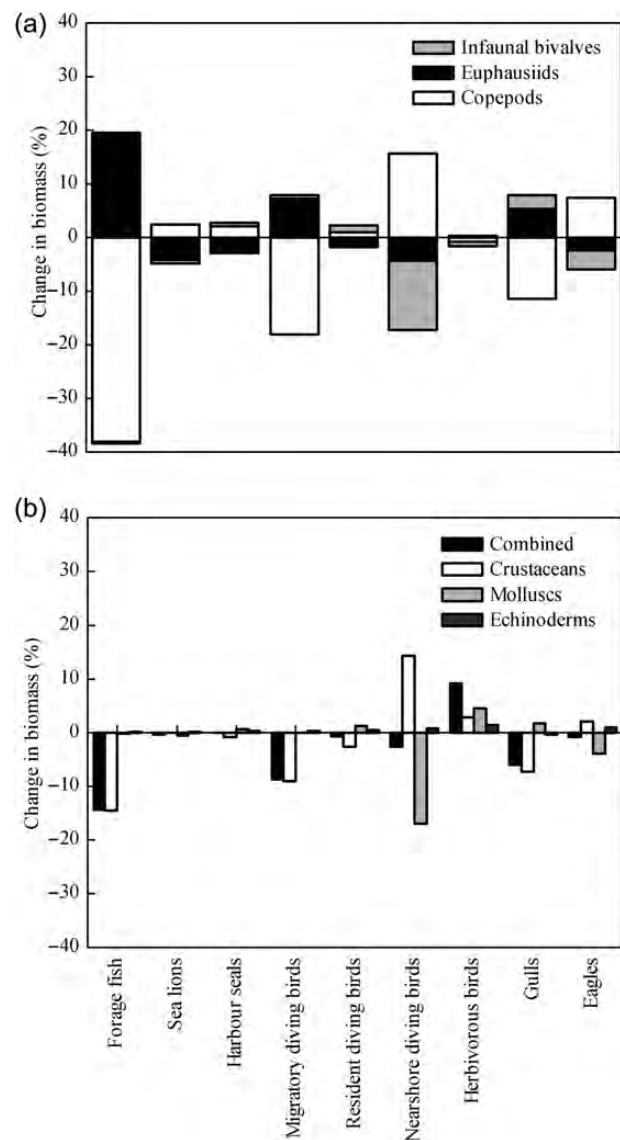 (a)
40
30
20
10
0
−10
−20
−30
−40
Change in biomass (%)
Infaunal bivalves
Euphausiids
Copepods
(b)
40
30
20
10
0
−10
−20
−30
−40
Change in biomass (%)
Combined
Crustaceans
Molluscs
Echinoderms
Forage fish
Sea lions
Harbour seals
Migratory diving birds
Resident diving birds
Nearshore diving birds
Herbivorous birds
Gulls
Eagles